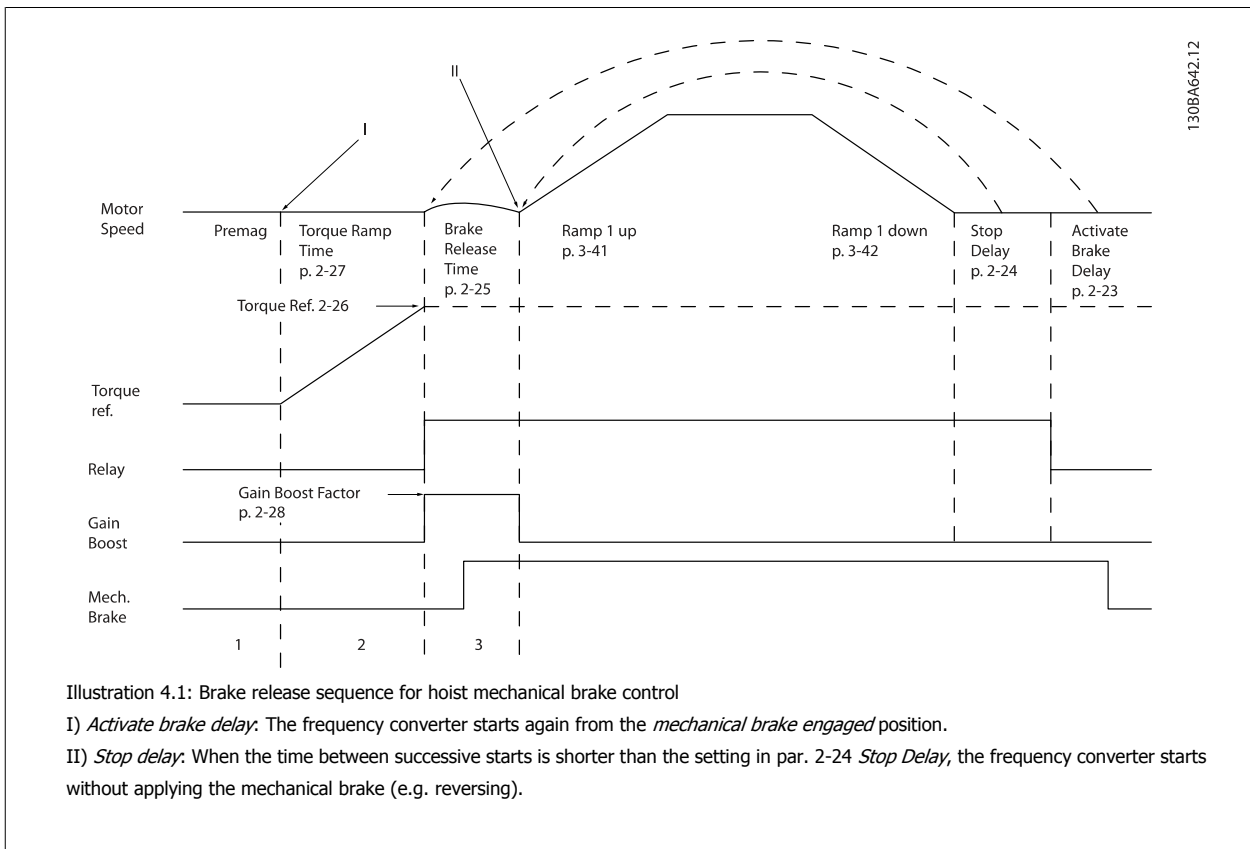 130BA642.12
I
II
Motor
Speed
Premag
Torque Ramp
Time
p. 2-27
Brake
Release
Time
p. 2-25
Ramp 1 up
p. 3-41
Ramp 1 down
p. 3-42
Stop
Delay
p. 2-24
Activate
Brake
Delay
p. 2-23
Torque Ref. 2-26
Torque
ref.
Relay
Gain Boost Factor
p. 2-28
Gain
Boost
Mech.
Brake
1
2
3
Illustration 4.1: Brake release sequence for hoist mechanical brake control
I) Activate brake delay: The frequency converter starts again from the mechanical brake engaged position.
II) Stop delay: When the time between successive starts is shorter than the setting in par. 2-24 Stop Delay, the frequency converter starts
without applying the mechanical brake (e.g. reversing).